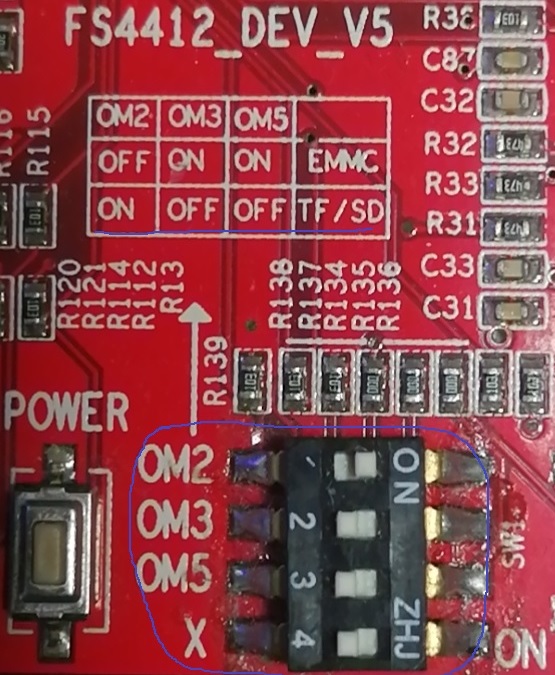 FS4412_DEV_V5
OM2 OM3 OM5
OFF ON ON EMMC
ON OFF OFF TF/SD
R38
C87
C32
R32
R33
R31
C33
C31
R116
R115
R120
R121
R114
R112
R13
R138
R137
R134
R135
R136
R139
POWER
OM2
OM3
OM5
X
2
3
4
ON
ZHJ
SW1
ON